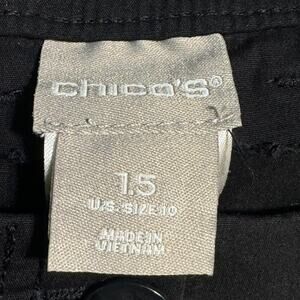 chico's®
1.5
U.S. SIZE 10
MADE IN
VIETNAM